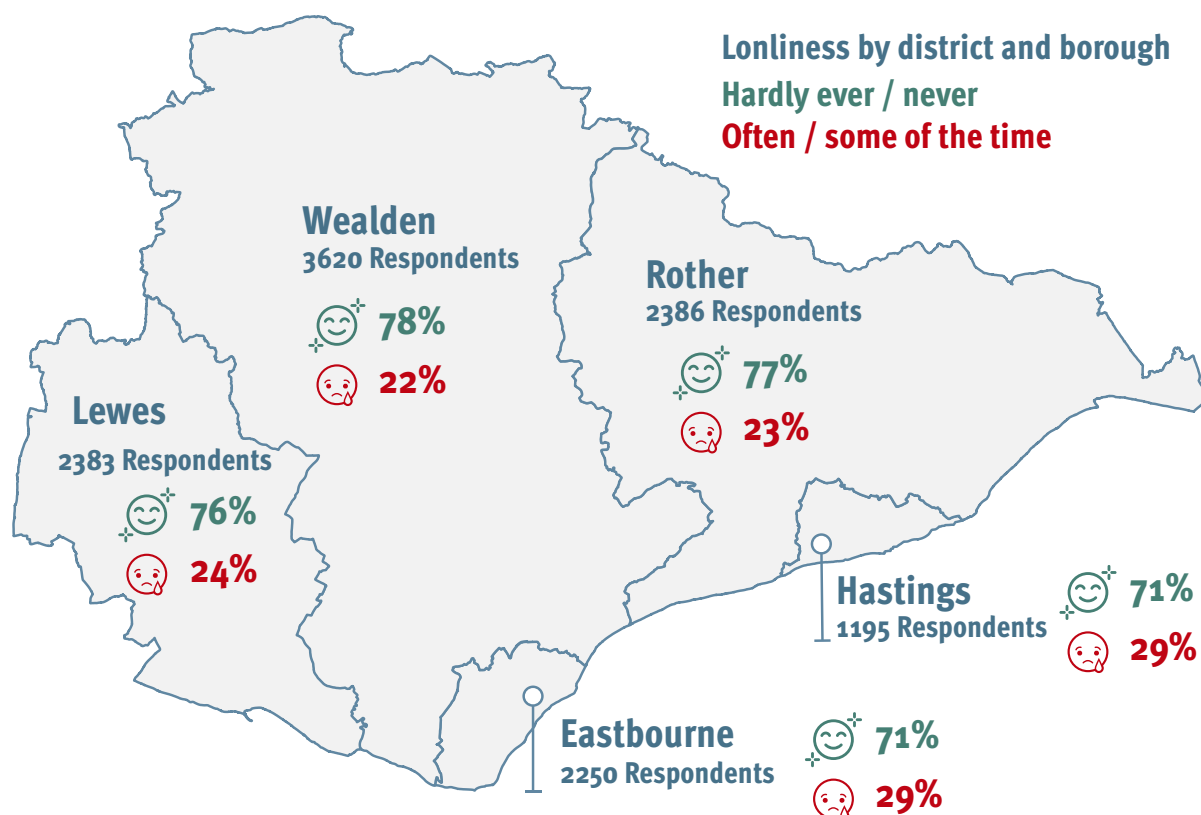 Lonliness by district and borough
Hardly ever / never
Often / some of the time
Wealden
3620 Respondents
78%
22%
Rother
2386 Respondents
77%
23%
Lewes
2383 Respondents
76%
24%
Hastings
1195 Respondents
71%
29%
Eastbourne
2250 Respondents
71%
29%